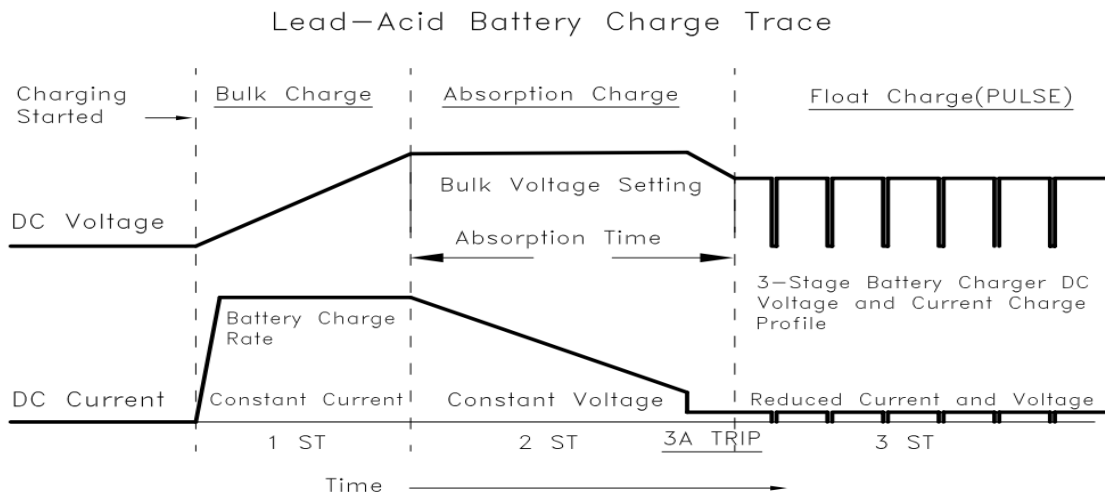 Lead-Acid Battery Charge Trace
Charging
Started
Bulk Charge
Absorption Charge
Float Charge(PULSE)
DC Voltage
Bulk Voltage Setting
Absorption Time
3-Stage Battery Charger DC
Voltage and Current Charge
Profile
Battery Charge
Rate
DC Current
Constant Current
Constant Voltage
Reduced Current and Voltage
1 ST
2 ST
3A TRIP
3 ST
Time